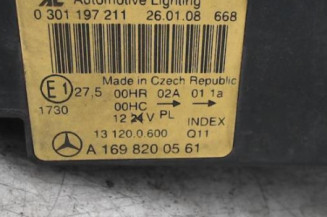 Automotive Lighting
0 301 197 211 26.01.08 668
Made in Czech Republic
E1 27,5 00HR 02A 01 1a
1730 00HC → →
12 24 V PL INDEX
13 120.0.600 Q11
A 169 820 05 61